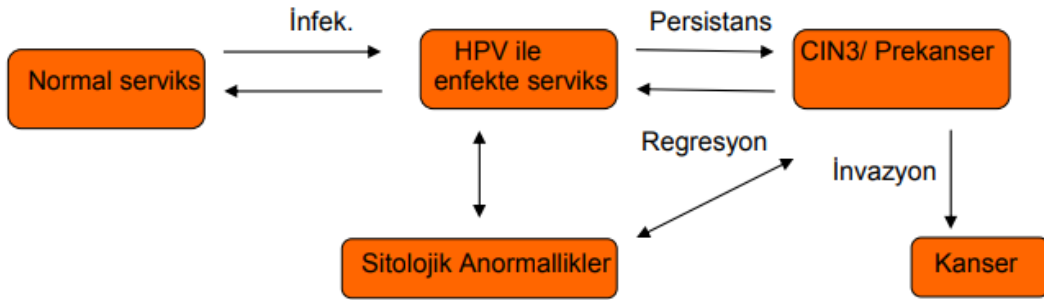 İnfek.
Persistans
Normal serviks
HPV ile
enfekte serviks
CIN3/ Prekanser
Regresyon
İnvazyon
Sitolojik Anormallikler
Kanser